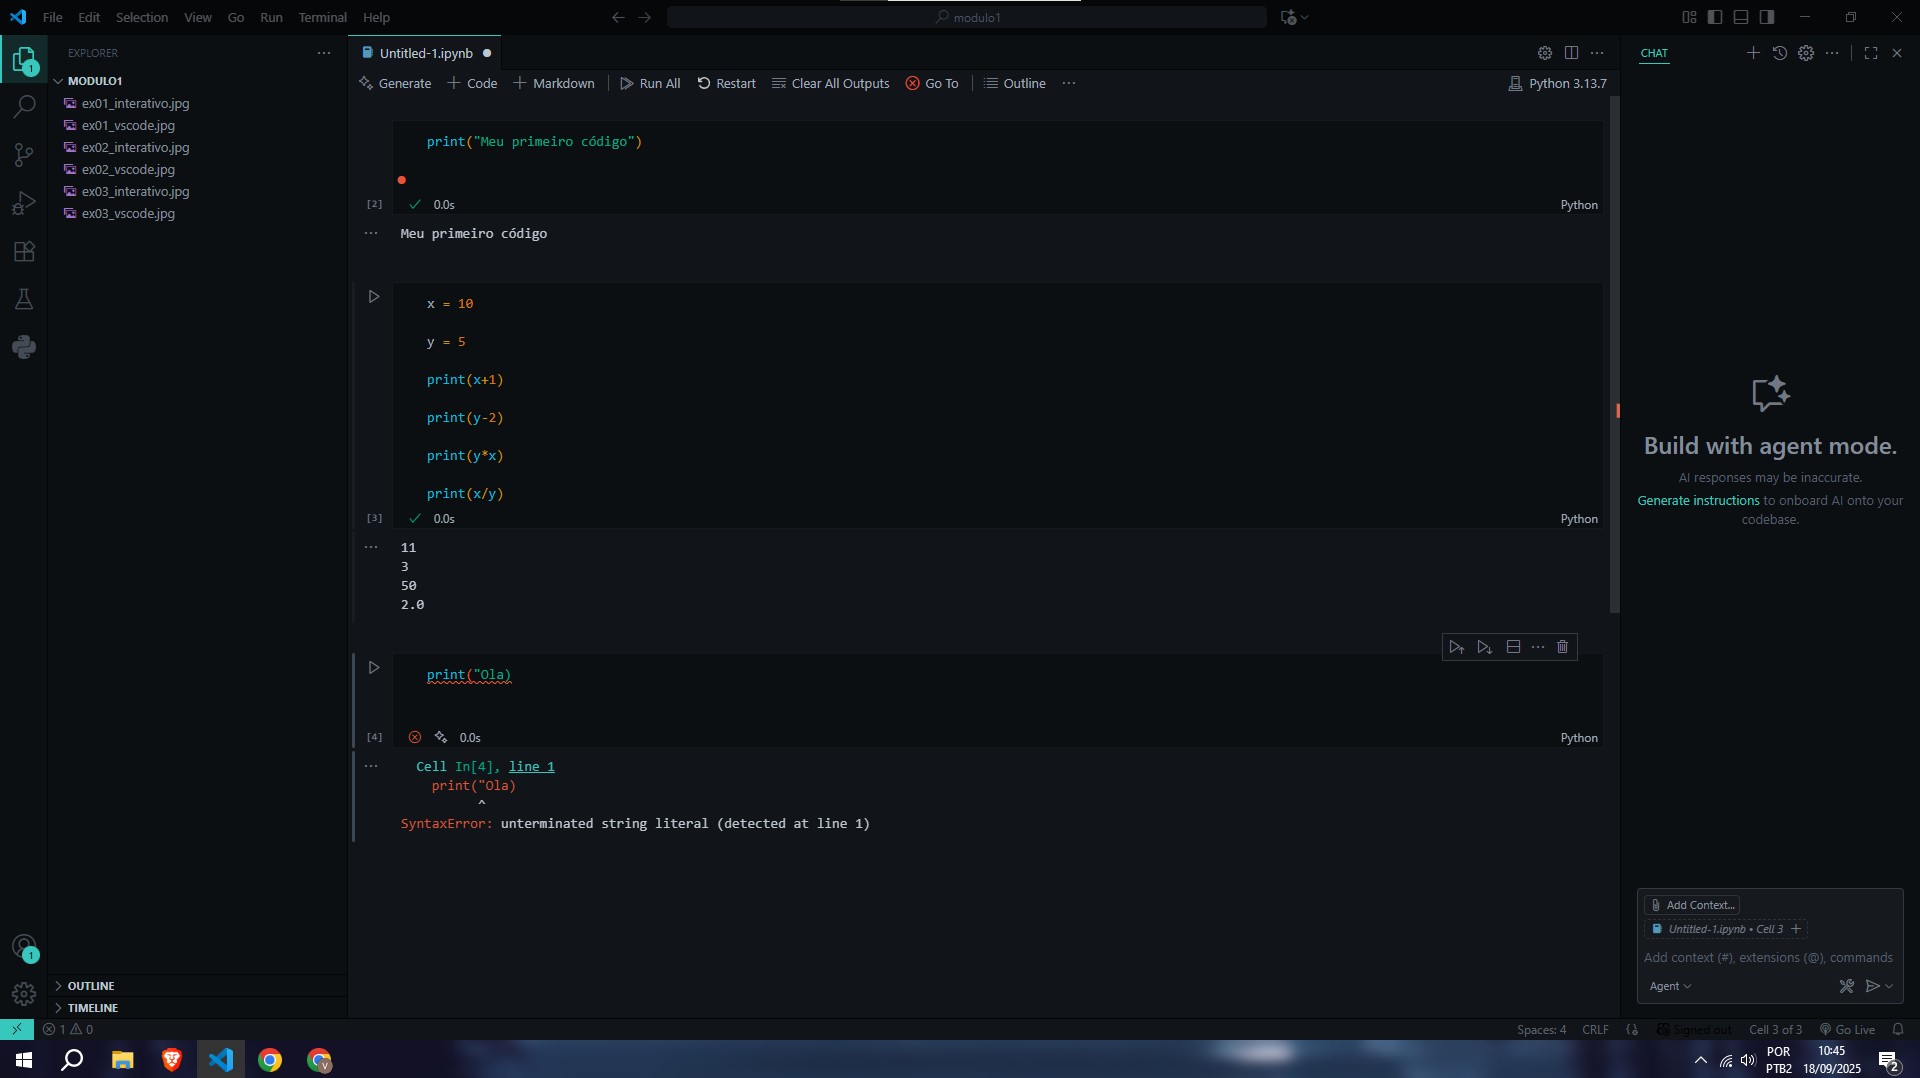 File Edit Selection View Go Run Terminal Help
modulo1
EXPLORER
MODULO1
ex01_interativo.jpg
ex01_vscode.jpg
ex02_interativo.jpg
ex02_vscode.jpg
ex03_interativo.jpg
ex03_vscode.jpg
OUTLINE
TIMELINE
Untitled-1.ipynb
Generate Code Markdown Run All Restart Clear All Outputs Go To Outline
Python 3.13.7
print("Meu primeiro código")
[2] 0.0s Python
Meu primeiro código
x = 10
y = 5
print(x+1)
print(y-2)
print(y*x)
print(x/y)
[3] 0.0s Python
11
3
50
2.0
print("Ola)
[4] 0.0s Python
Cell In[4], line 1
print("Ola)
^
SyntaxError: unterminated string literal (detected at line 1)
CHAT
Build with agent mode.
AI responses may be inaccurate.
Generate instructions to onboard AI onto your
codebase.
Add Context...
Untitled-1.ipynb • Cell 3
Add context (#), extensions (@), commands
Agent
1
1
1 0
Spaces: 4 CRLF Signed out Cell 3 of 3 Go Live
POR
PTB2
10:45
18/09/2025
2
V